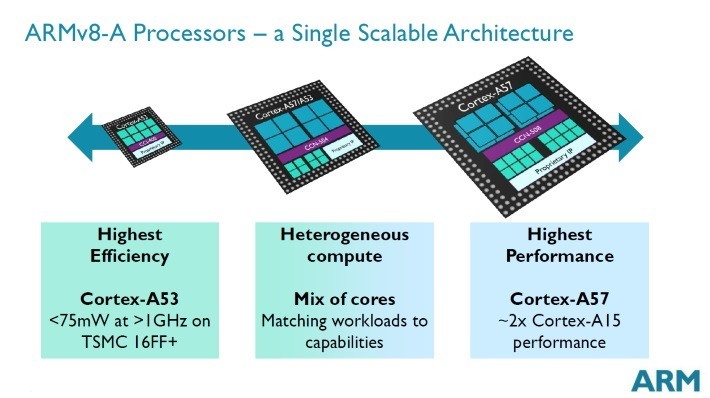 ARMv8-A Processors – a Single Scalable Architecture
Cortex-A53
CCI-400
Proprietary IP
Cortex-A57/A53
CCN-504
Proprietary IP
Cortex-A57
CCN-508
Proprietary IP
Highest
Efficiency
Cortex-A53
<75mW at >1GHz on
TSMC 16FF+
Heterogeneous
compute
Mix of cores
Matching workloads to
capabilities
Highest
Performance
Cortex-A57
~2x Cortex-A15
performance
ARM